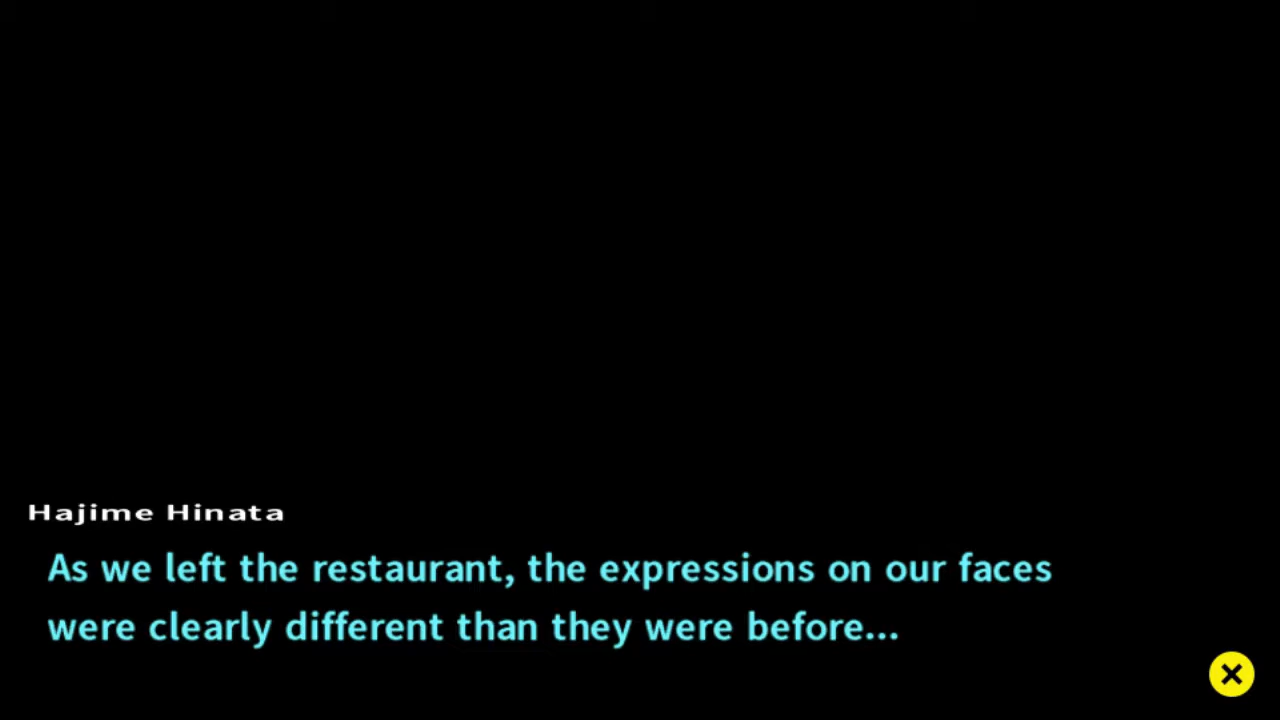 Hajime Hinata
As we left the restaurant, the expressions on our faces
were clearly different than they were before...